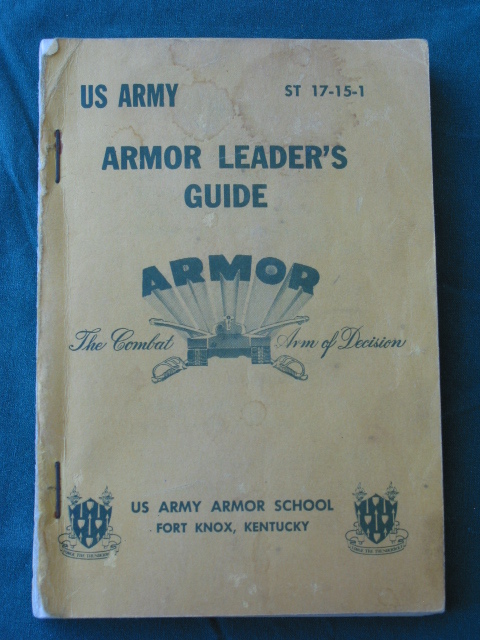 US ARMY
ST 17-15-1
ARMOR LEADER'S
GUIDE
ARMOR
The Combat Arm of Decision
US ARMY ARMOR SCHOOL
FORT KNOX, KENTUCKY